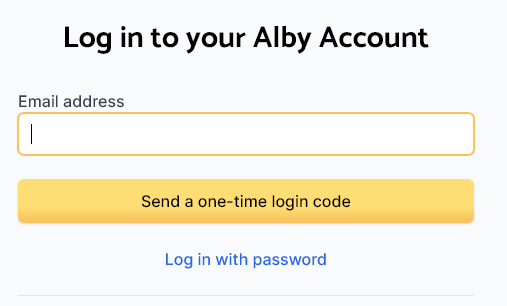 Log in to your Alby Account
Email address
Send a one-time login code
Log in with password